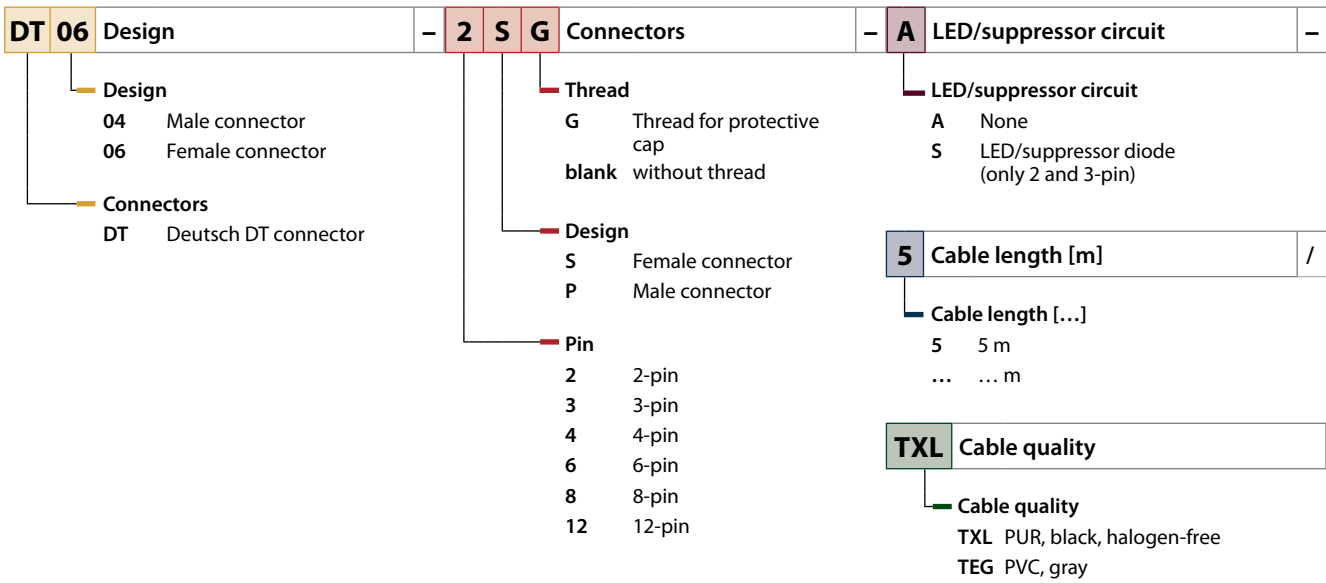 DT 06 Design – 2 S G Connectors – A LED/suppressor circuit –
Design
04 Male connector
06 Female connector
Connectors
DT Deutsch DT connector
Thread
G Thread for protective
cap
blank without thread
Design
S Female connector
P Male connector
Pin
2 2-pin
3 3-pin
4 4-pin
6 6-pin
8 8-pin
12 12-pin
LED/suppressor circuit
A None
S LED/suppressor diode
(only 2 and 3-pin)
5 Cable length [m] /
Cable length [...]
5 5 m
... ... m
TXL Cable quality
Cable quality
TXL PUR, black, halogen-free
TEG PVC, gray